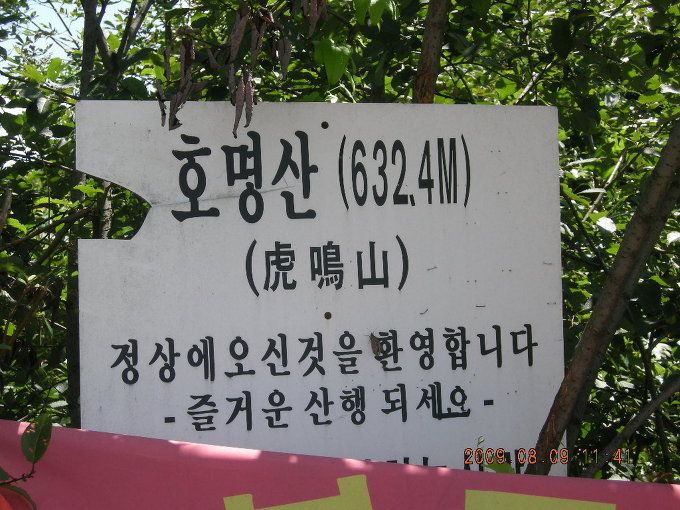 호명산 (632.4M)
(虎鳴山)
정상에오신것을 환영합니다
- 즐거운 산행 되세요 -
2009.08.09 11:41